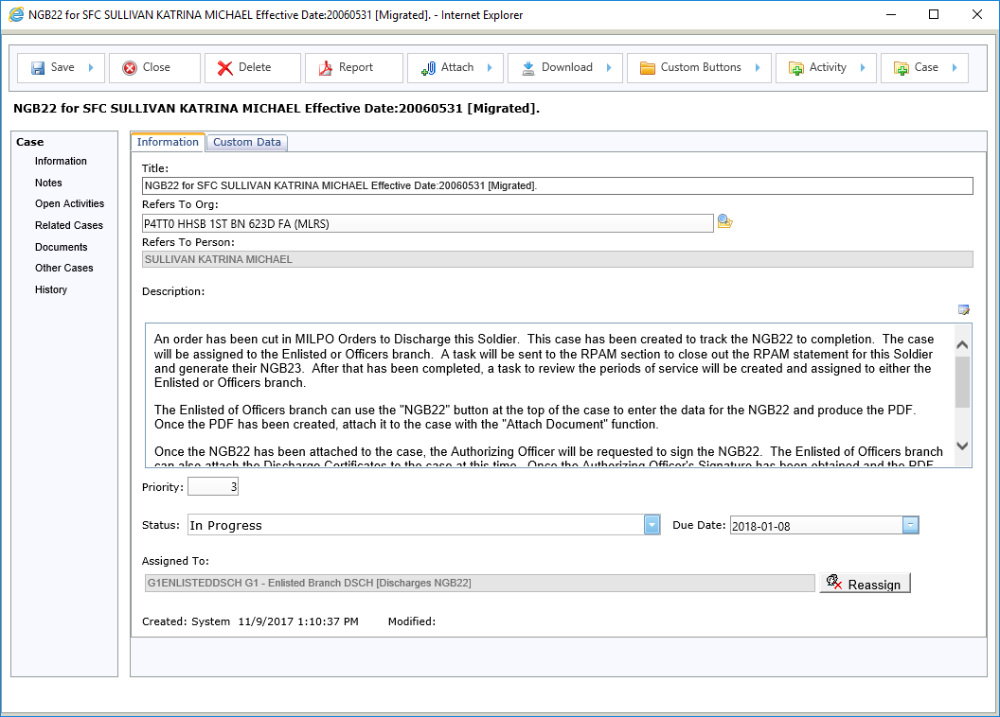 NGB22 for SFC SULLIVAN KATRINA MICHAEL Effective Date:20060531 [Migrated]. - Internet Explorer
Save Close Delete Report Attach Download Custom Buttons Activity Case
NGB22 for SFC SULLIVAN KATRINA MICHAEL Effective Date:20060531 [Migrated].
Case
Information
Notes
Open Activities
Related Cases
Documents
Other Cases
History
Information Custom Data
Title:
NGB22 for SFC SULLIVAN KATRINA MICHAEL Effective Date:20060531 [Migrated].
Refers To Org:
P4TT0 HHSB 1ST BN 623D FA (MLRS)
Refers To Person:
SULLIVAN KATRINA MICHAEL
Description:
An order has been cut in MILPO Orders to Discharge this Soldier.  This case has been created to track the NGB22 to completion.  The case
will be assigned to the Enlisted or Officers branch.  A task will be sent to the RPAM section to close out the RPAM statement for this Soldier
and generate their NGB23.  After that has been completed, a task to review the periods of service will be created and assigned to either the
Enlisted or Officers branch.
The Enlisted of Officers branch can use the "NGB22" button at the top of the case to enter the data for the NGB22 and produce the PDF.
Once the PDF has been created, attach it to the case with the "Attach Document" function.
Once the NGB22 has been attached to the case, the Authorizing Officer will be requested to sign the NGB22.  The Enlisted of Officers branch
can also attach the Discharge Certificates to the case at this time.  Once the Authorizing Officer's Signature has been obtained and the PDF
Priority: 3
Status: In Progress Due Date: 2018-01-08
Assigned To:
G1ENLISTEDDSCH G1 - Enlisted Branch DSCH [Discharges NGB22] Reassign
Created: System 11/9/2017 1:10:37 PM Modified: